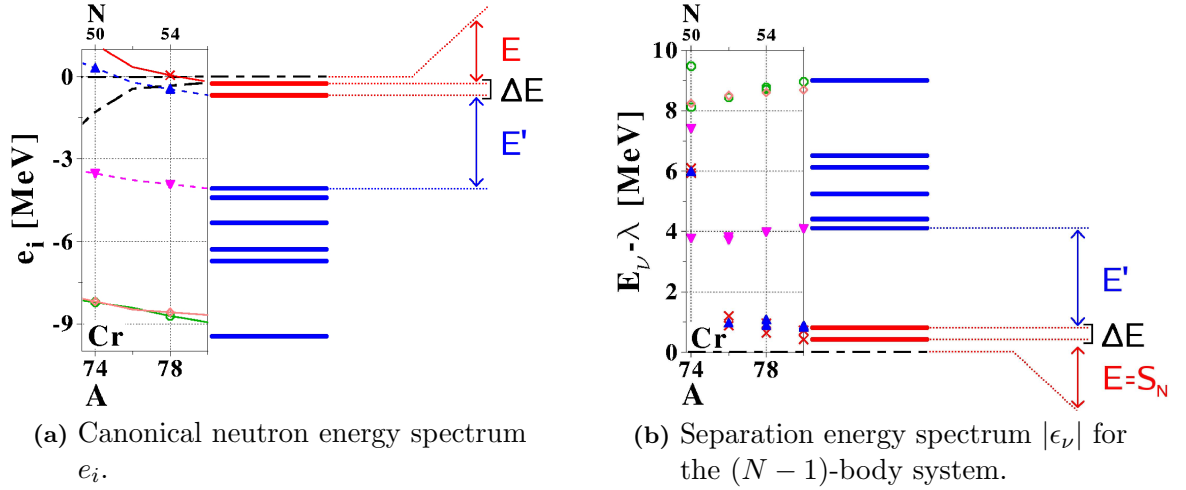 N
50 54
0
-3
-6
-9
e_i [MeV]
Cr
74 78
A
E
ΔE
E'
(a) Canonical neutron energy spectrum
e_i.
N
50 54
10
8
6
4
2
0
E_ν-λ [MeV]
Cr
74 78
A
E'
ΔE
E=S_N
(b) Separation energy spectrum |ϵ_ν| for
the (N − 1)-body system.